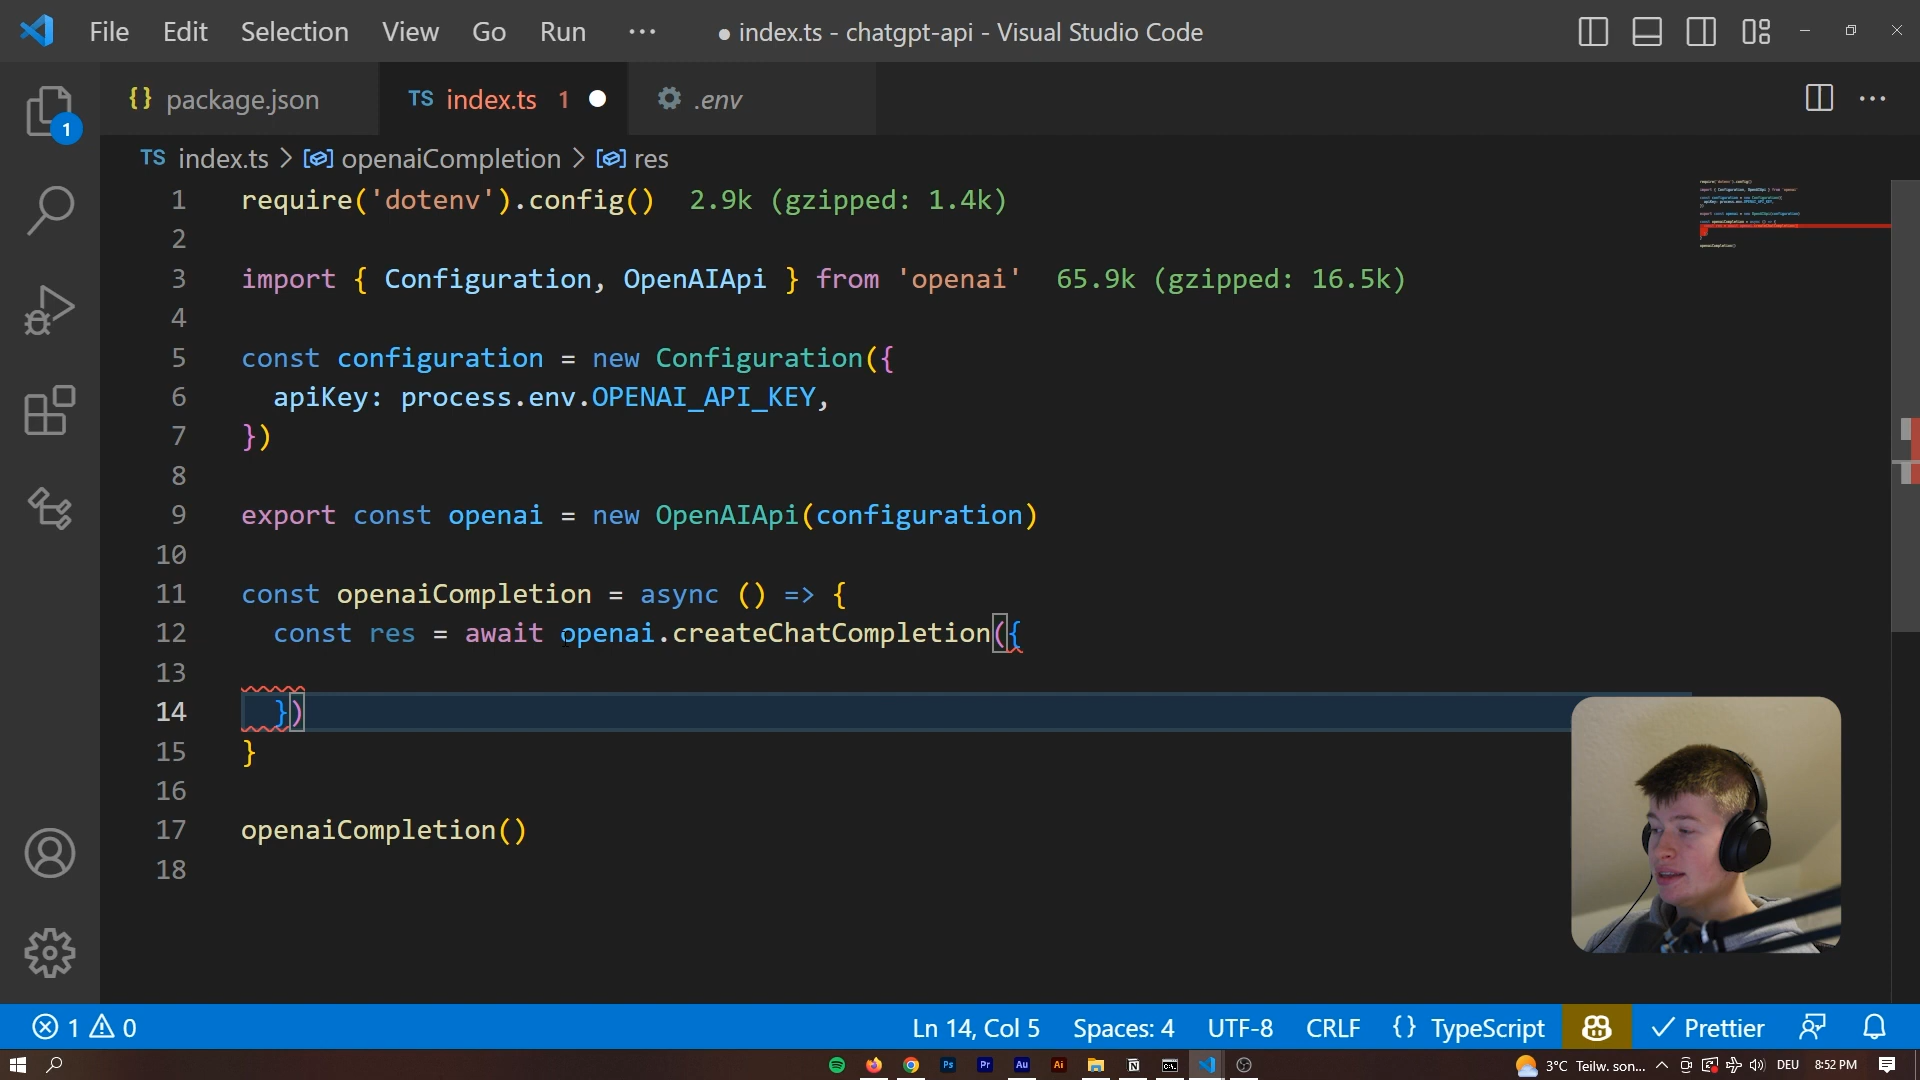 File Edit Selection View Go Run ··· ● index.ts - chatgpt-api - Visual Studio Code
{} package.json TS index.ts 1 ● .env ···
1
TS index.ts > openaiCompletion > res
1 require('dotenv').config() 2.9k (gzipped: 1.4k)
2
3 import { Configuration, OpenAIApi } from 'openai' 65.9k (gzipped: 16.5k)
4
5 const configuration = new Configuration({
6 apiKey: process.env.OPENAI_API_KEY,
7 })
8
9 export const openai = new OpenAIApi(configuration)
10
11 const openaiCompletion = async () => {
12 const res = await openai.createChatCompletion({
13
14 })
15 }
16
17 openaiCompletion()
18
1 0 Ln 14, Col 5 Spaces: 4 UTF-8 CRLF {} TypeScript Prettier
Ps Pr Au Ai N 3°C Teilw. son... DEU 8:52 PM